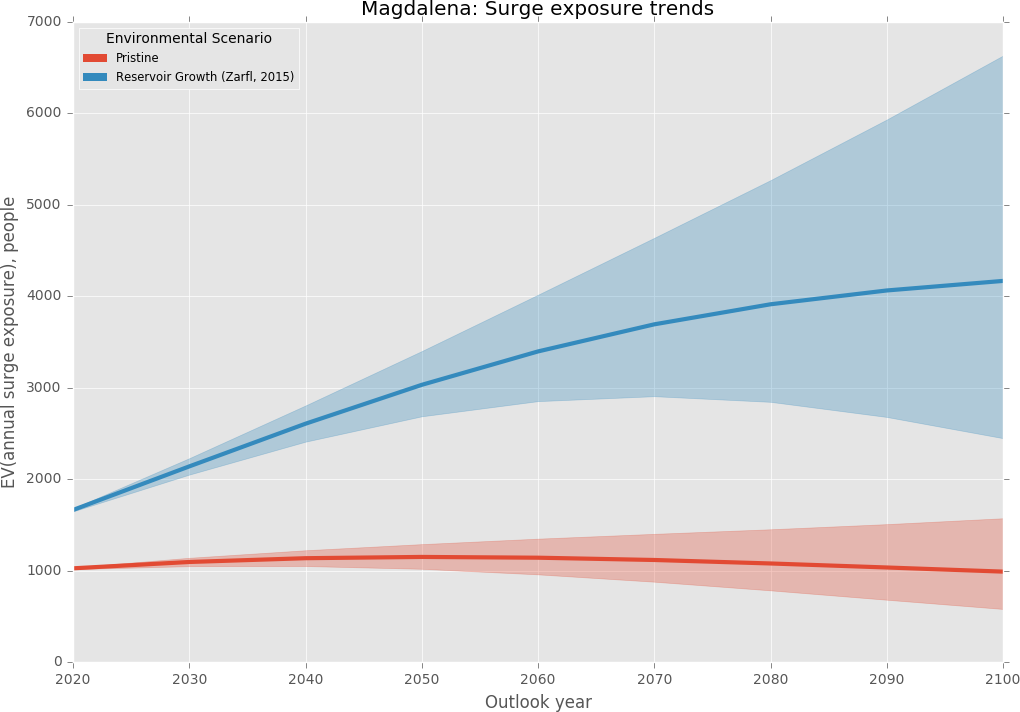 Magdalena: Surge exposure trends
Environmental Scenario
Pristine
Reservoir Growth (Zarfl, 2015)
EV(annual surge exposure), people
7000
6000
5000
4000
3000
2000
1000
0
2020 2030 2040 2050 2060 2070 2080 2090 2100
Outlook year